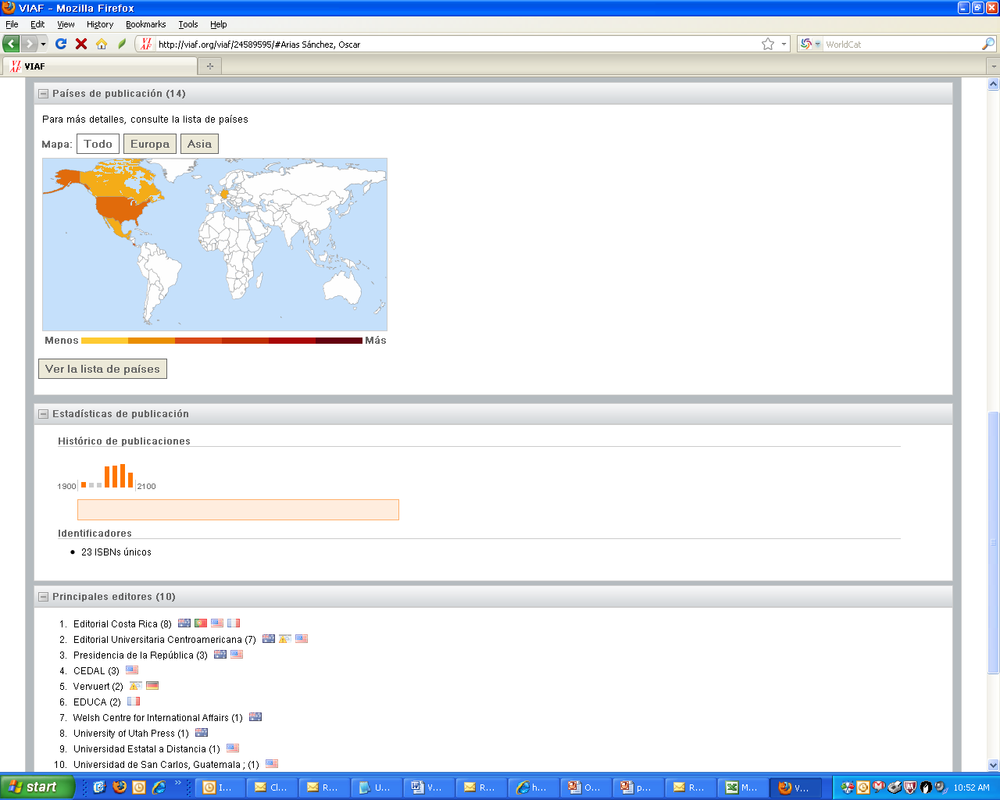 VIAF - Mozilla Firefox
File Edit View History Bookmarks Tools Help
VIAF http://viaf.org/viaf/24589595/#Arias Sánchez, Oscar WorldCat
VIAF VIAF
Países de publicación (14)
Para más detalles, consulte la lista de países
Mapa: Todo Europa Asia
Menos Más
Ver la lista de países
Estadísticas de publicación
Histórico de publicaciones
1900 2100
Identificadores
• 23 ISBNs únicos
Principales editores (10)
1. Editorial Costa Rica (8)
2. Editorial Universitaria Centroamericana (7)
3. Presidencia de la República (3)
4. CEDAL (3)
5. Vervuert (2)
6. EDUCA (2)
7. Welsh Centre for International Affairs (1)
8. University of Utah Press (1)
9. Universidad Estatal a Distancia (1)
10. Universidad de San Carlos, Guatemala ; (1)
start » I... Cl... R... U... V... R... h... O... p... R... M... V... 10:52 AM